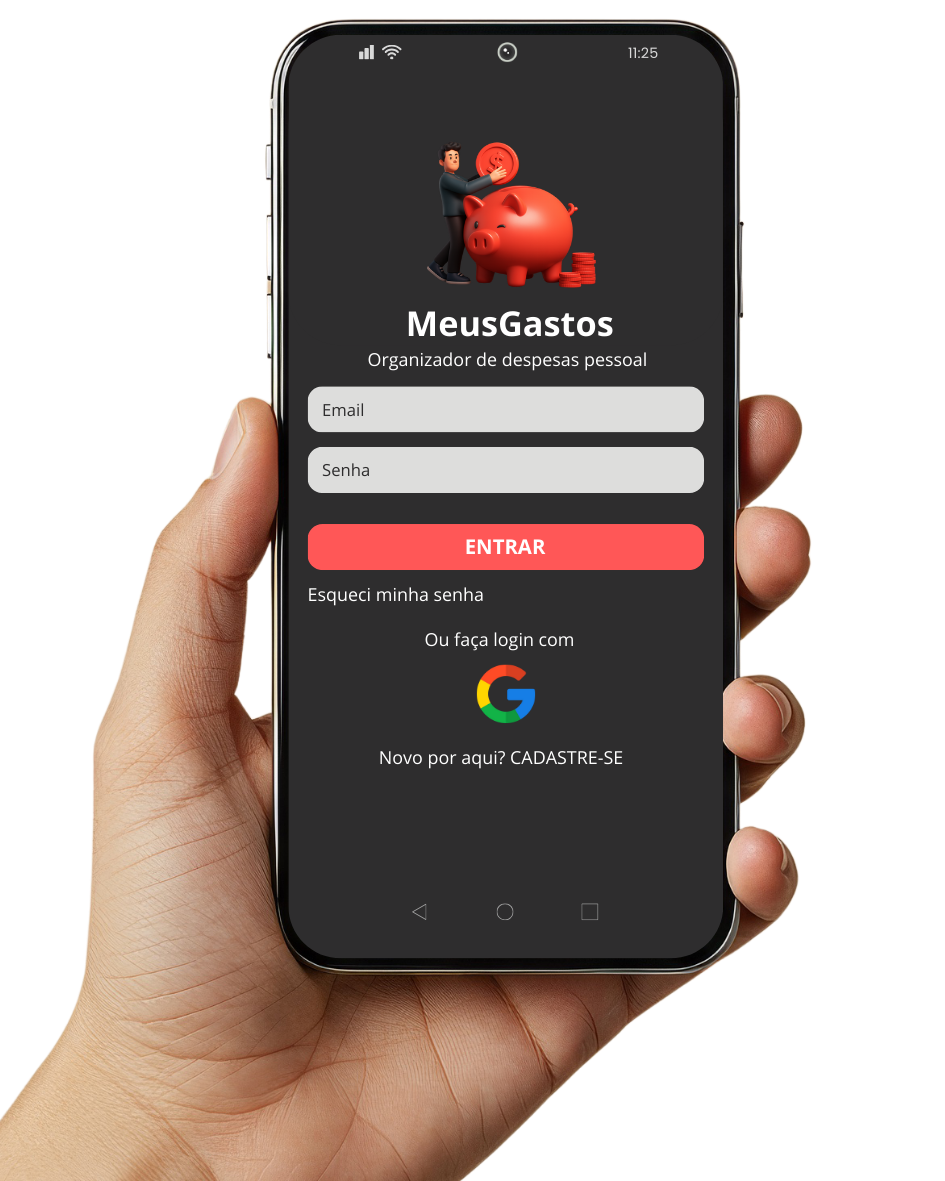 11:25
MeusGastos
Organizador de despesas pessoal
Email
Senha
ENTRAR
Esqueci minha senha
Ou faça login com
Novo por aqui? CADASTRE-SE